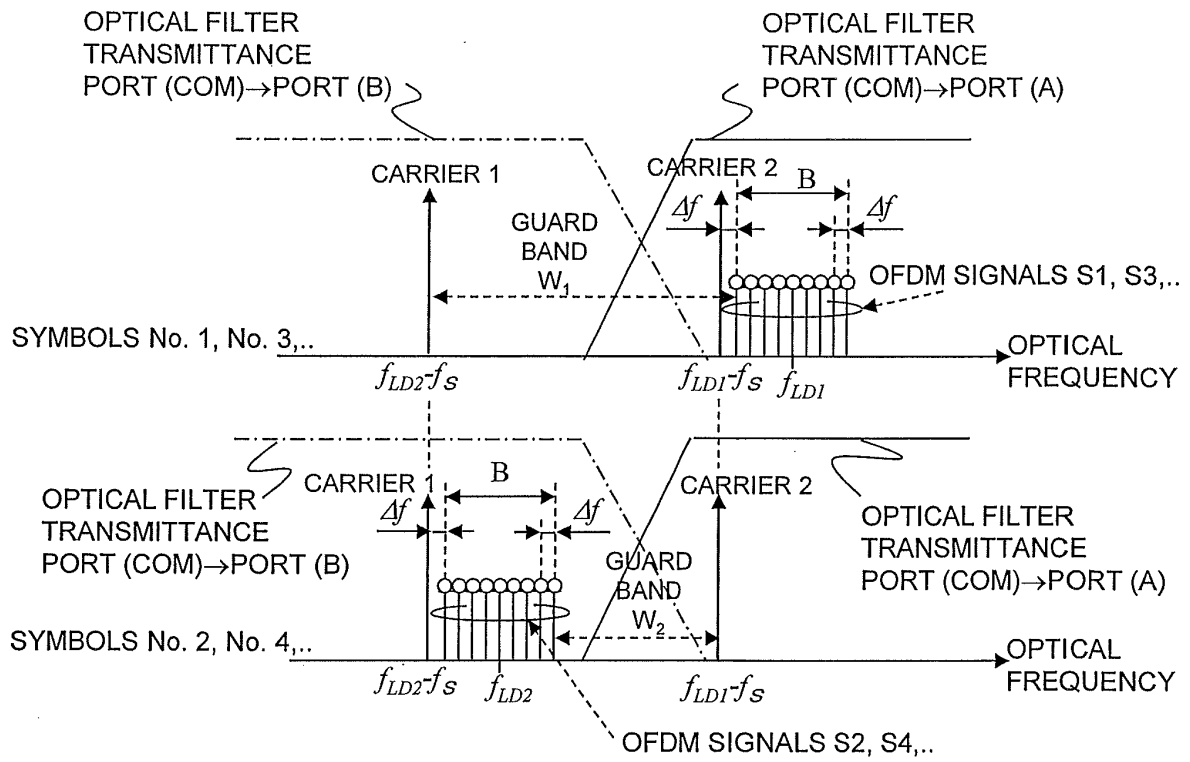 OPTICAL FILTER
TRANSMITTANCE
PORT (COM)→PORT (B)
OPTICAL FILTER
TRANSMITTANCE
PORT (COM)→PORT (A)
CARRIER 1
CARRIER 2
B
Δf
Δf
GUARD
BAND
W1
OFDM SIGNALS S1, S3,..
SYMBOLS No. 1, No. 3,..
OPTICAL
FREQUENCY
fLD2-fS
fLD1-fS
fLD1
CARRIER 1
B
CARRIER 2
OPTICAL FILTER
TRANSMITTANCE
PORT (COM)→PORT (B)
Δf
Δf
OPTICAL FILTER
TRANSMITTANCE
PORT (COM)→PORT (A)
GUARD
BAND
W2
SYMBOLS No. 2, No. 4,..
OPTICAL
FREQUENCY
fLD2-fS
fLD2
fLD1-fS
OFDM SIGNALS S2, S4,..